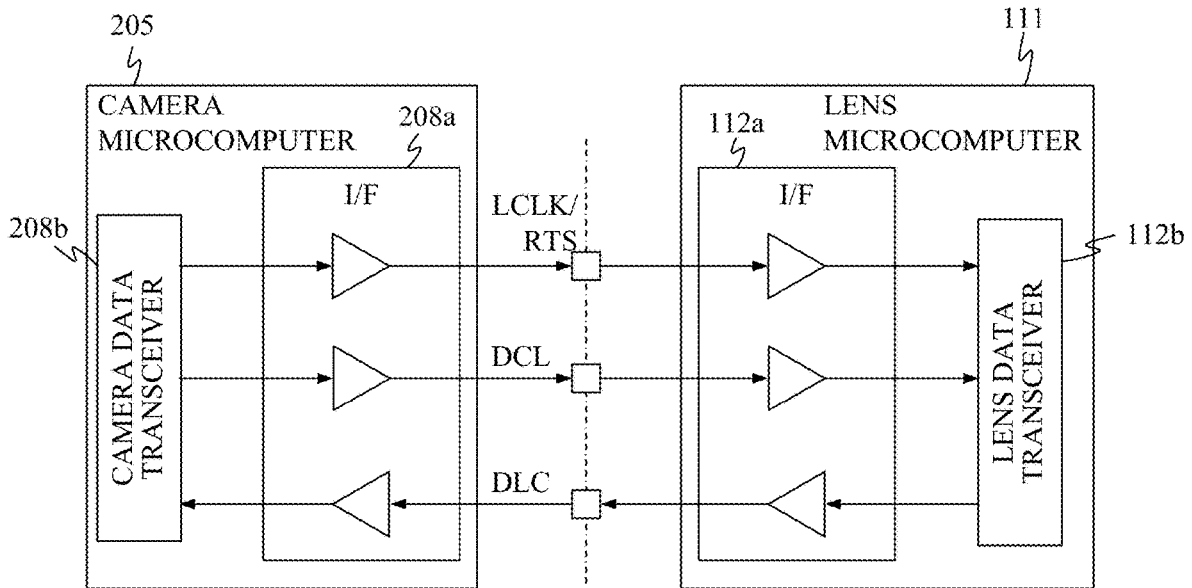 205
111
CAMERA
MICROCOMPUTER
LENS
MICROCOMPUTER
208a
112a
I/F
I/F
LCLK/
RTS
208b
112b
CAMERA DATA
TRANSCEIVER
LENS DATA
TRANSCEIVER
DCL
DLC